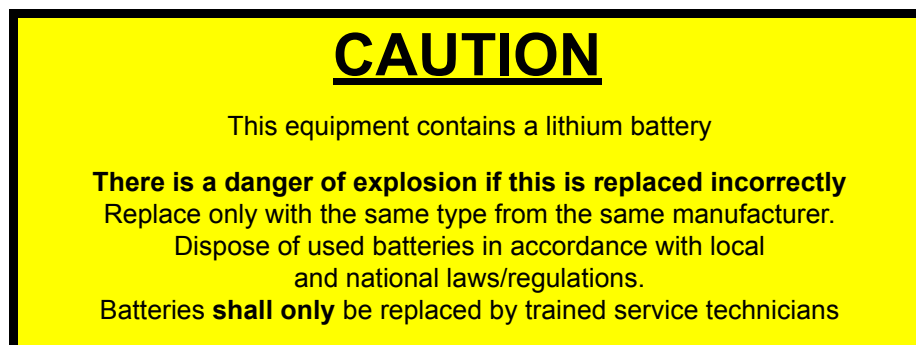 CAUTION
This equipment contains a lithium battery
There is a danger of explosion if this is replaced incorrectly
Replace only with the same type from the same manufacturer.
Dispose of used batteries in accordance with local
and national laws/regulations.
Batteries shall only be replaced by trained service technicians